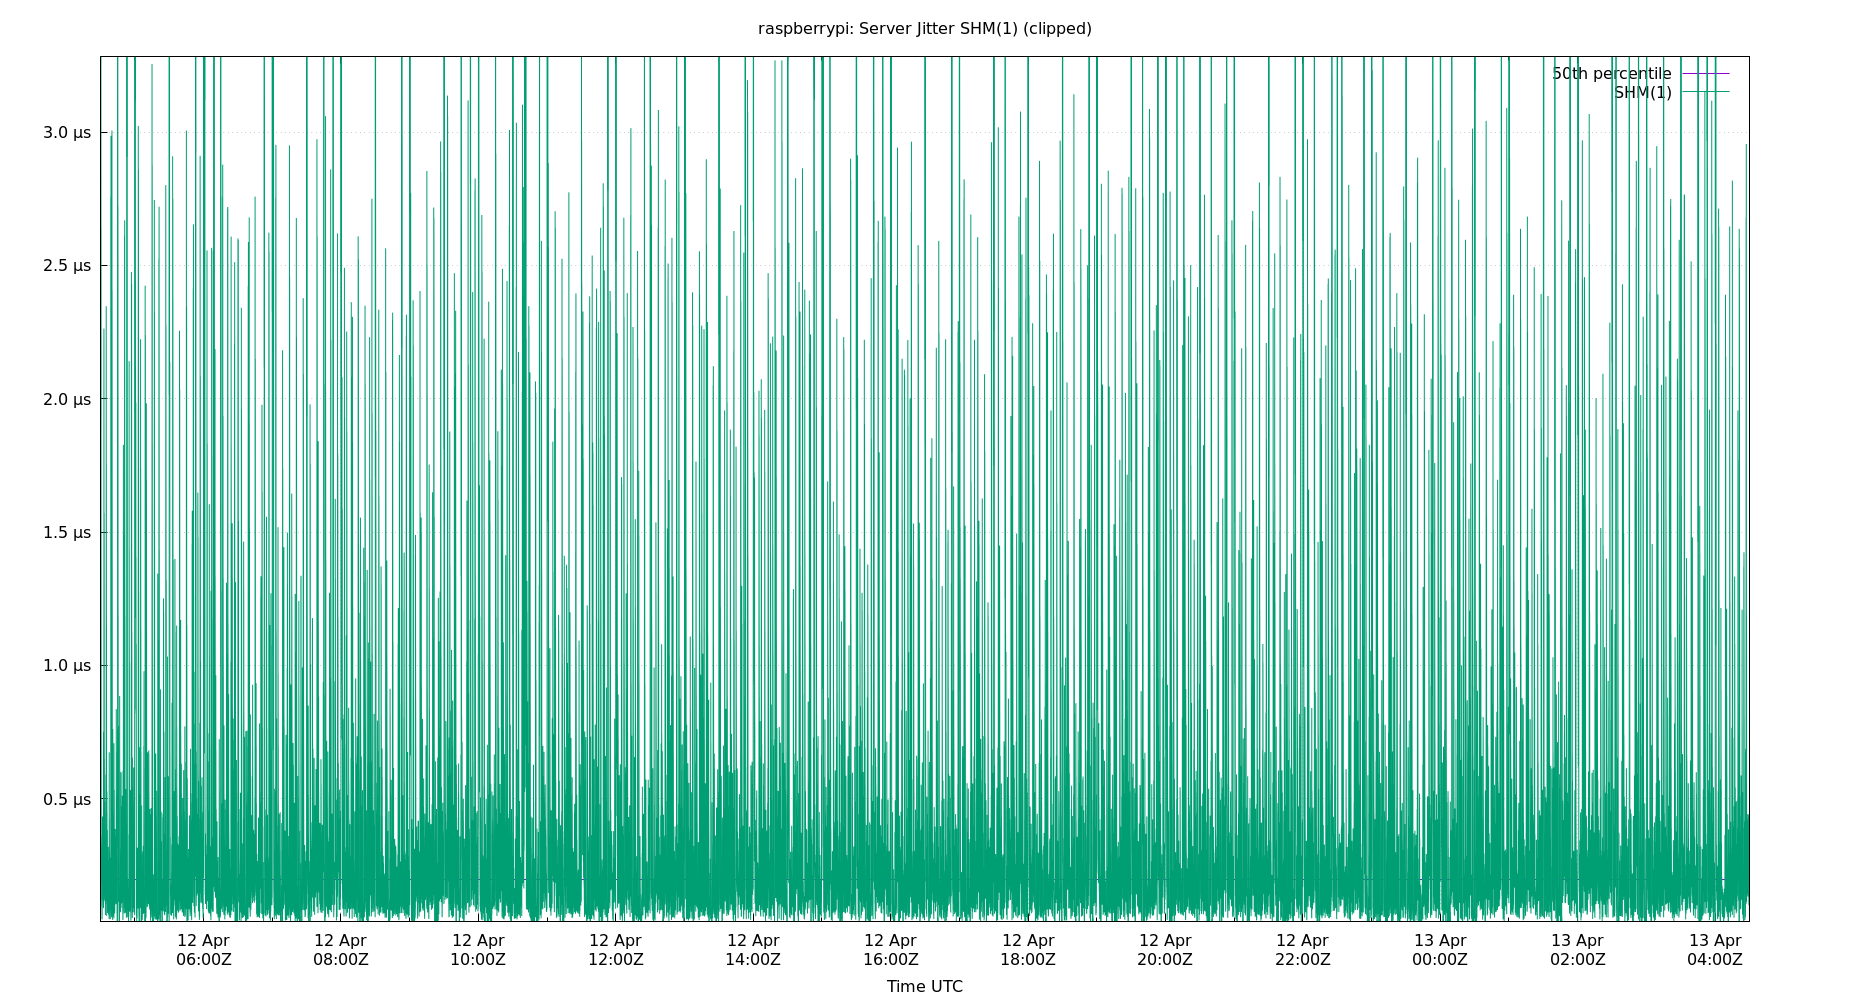 raspberrypi: Server Jitter SHM(1) (clipped)
50th percentile
SHM(1)
3.0 µs
2.5 µs
2.0 µs
1.5 µs
1.0 µs
0.5 µs
12 Apr 12 Apr 12 Apr 12 Apr 12 Apr 12 Apr 12 Apr 12 Apr 12 Apr 13 Apr 13 Apr 13 Apr
06:00Z 08:00Z 10:00Z 12:00Z 14:00Z 16:00Z 18:00Z 20:00Z 22:00Z 00:00Z 02:00Z 04:00Z
Time UTC